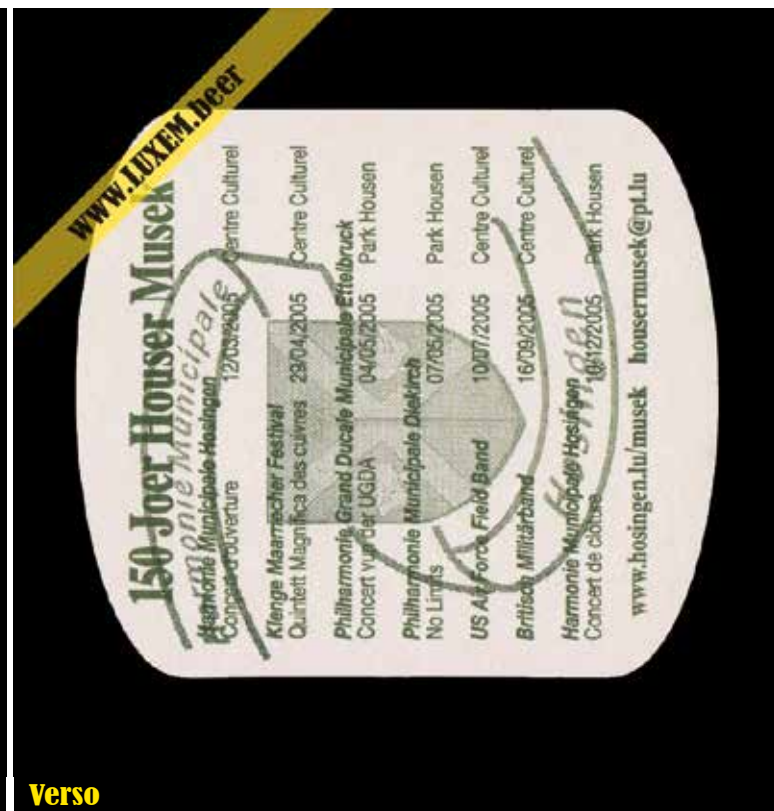 www.LUXEM.beer
150 Joer Houser Musek
Harmonie Municipale Hosingen
Concert d'ouverture 12/03/2005 Centre Culturel
Klenge Maarnacher Festival
Quintett Magnifica des cuivres 29/04/2005 Centre Culturel
Philharmonie Grand Ducale Municipale Ettelbruck
Concert vun der UGDA 04/05/2005 Park Housen
Philharmonie Municipale Diekirch
No Limits 07/05/2005 Park Housen
US Air Force Field Band 10/07/2005 Centre Culturel
Britisch Militärband 16/09/2005 Centre Culturel
Harmonie Municipale Hosingen
Concert de clôture 10/12/2005 Park Housen
www.hosingen.lu/musek housermusek@pt.lu
Municipale
Verso